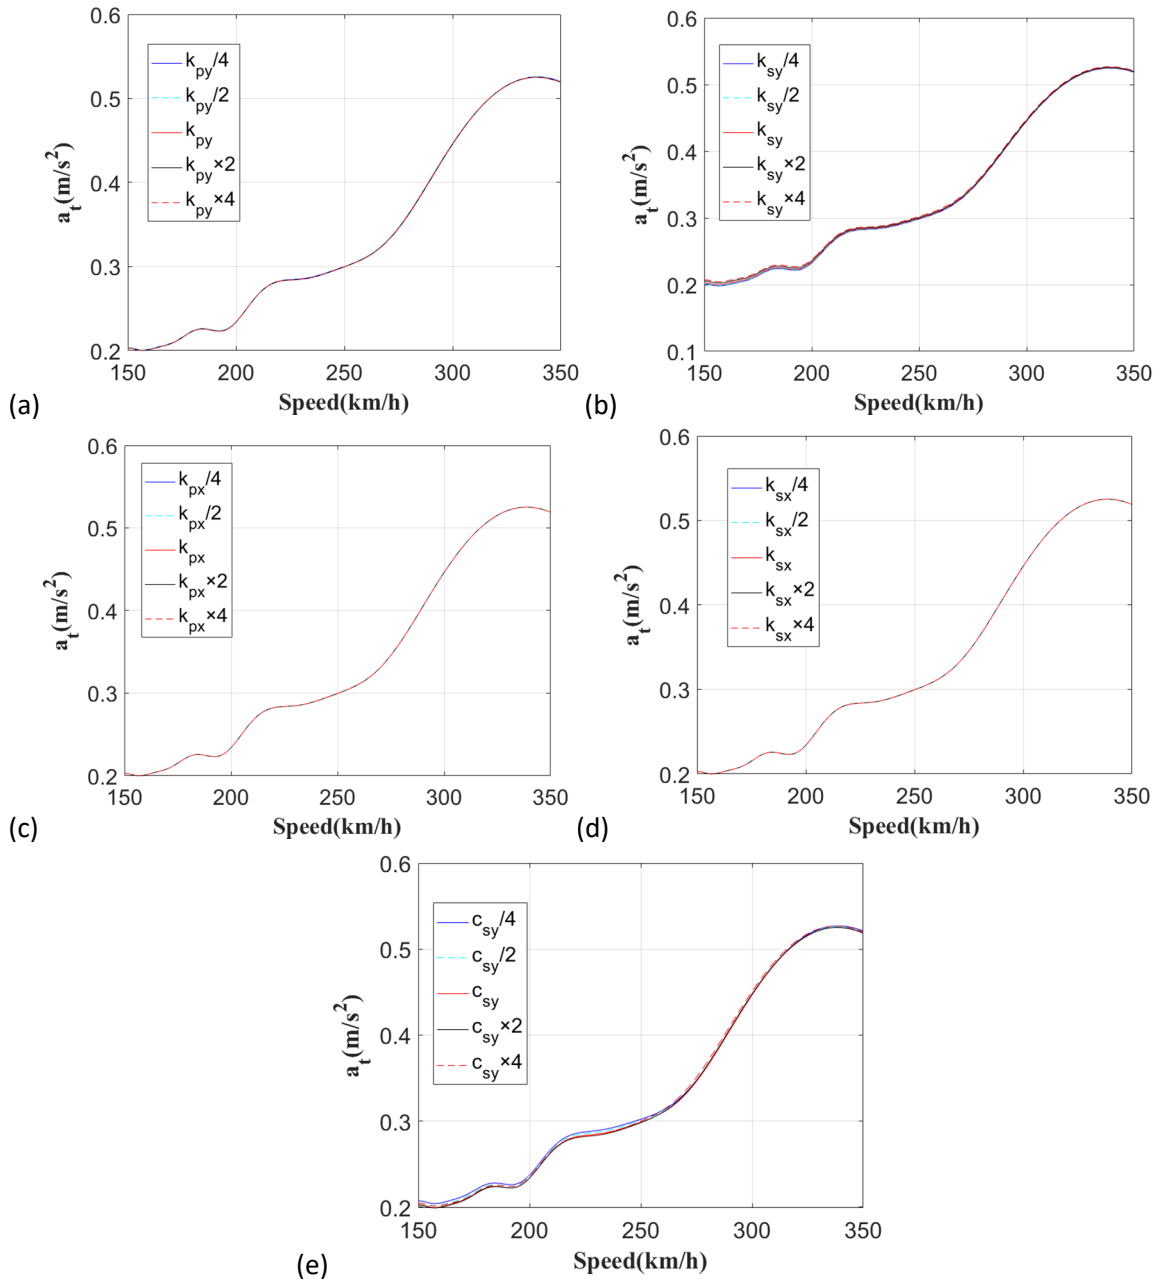 0.6
0.5
0.4
0.3
0.2
a_t(m/s^2)
k_py/4
k_py/2
k_py
k_py×2
k_py×4
150 200 250 300 350
Speed(km/h)
(a)
0.6
0.5
0.4
0.3
0.2
0.1
a_t(m/s^2)
k_sy/4
k_sy/2
k_sy
k_sy×2
k_sy×4
150 200 250 300 350
Speed(km/h)
(b)
0.6
0.5
0.4
0.3
0.2
a_t(m/s^2)
k_px/4
k_px/2
k_px
k_px×2
k_px×4
150 200 250 300 350
Speed(km/h)
(c)
0.6
0.5
0.4
0.3
0.2
a_t(m/s^2)
k_sx/4
k_sx/2
k_sx
k_sx×2
k_sx×4
150 200 250 300 350
Speed(km/h)
(d)
0.6
0.5
0.4
0.3
0.2
a_t(m/s^2)
c_sy/4
c_sy/2
c_sy
c_sy×2
c_sy×4
150 200 250 300 350
Speed(km/h)
(e)